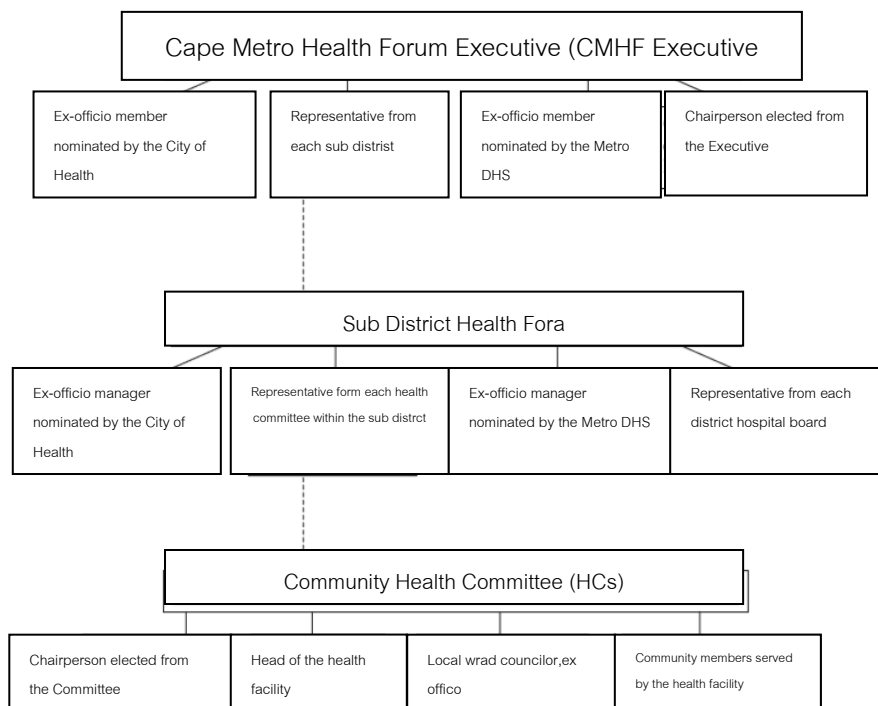 Cape Metro Health Forum Executive (CMHF Executive
Ex-officio member
nominated by the City of
Health
Representative from
each sub distrist
Ex-officio member
nominated by the Metro
DHS
Chairperson elected from
the Executive
Sub District Health Fora
Ex-officio manager
nominated by the City of
Health
Representative form each health
committee within the sub distrct
Ex-officio manager
nominated by the Metro DHS
Representative from each
district hospital board
Community Health Committee (HCs)
Chairperson elected from
the Committee
Head of the health
facility
Local wrad councilor,ex
offico
Community members served
by the health facility